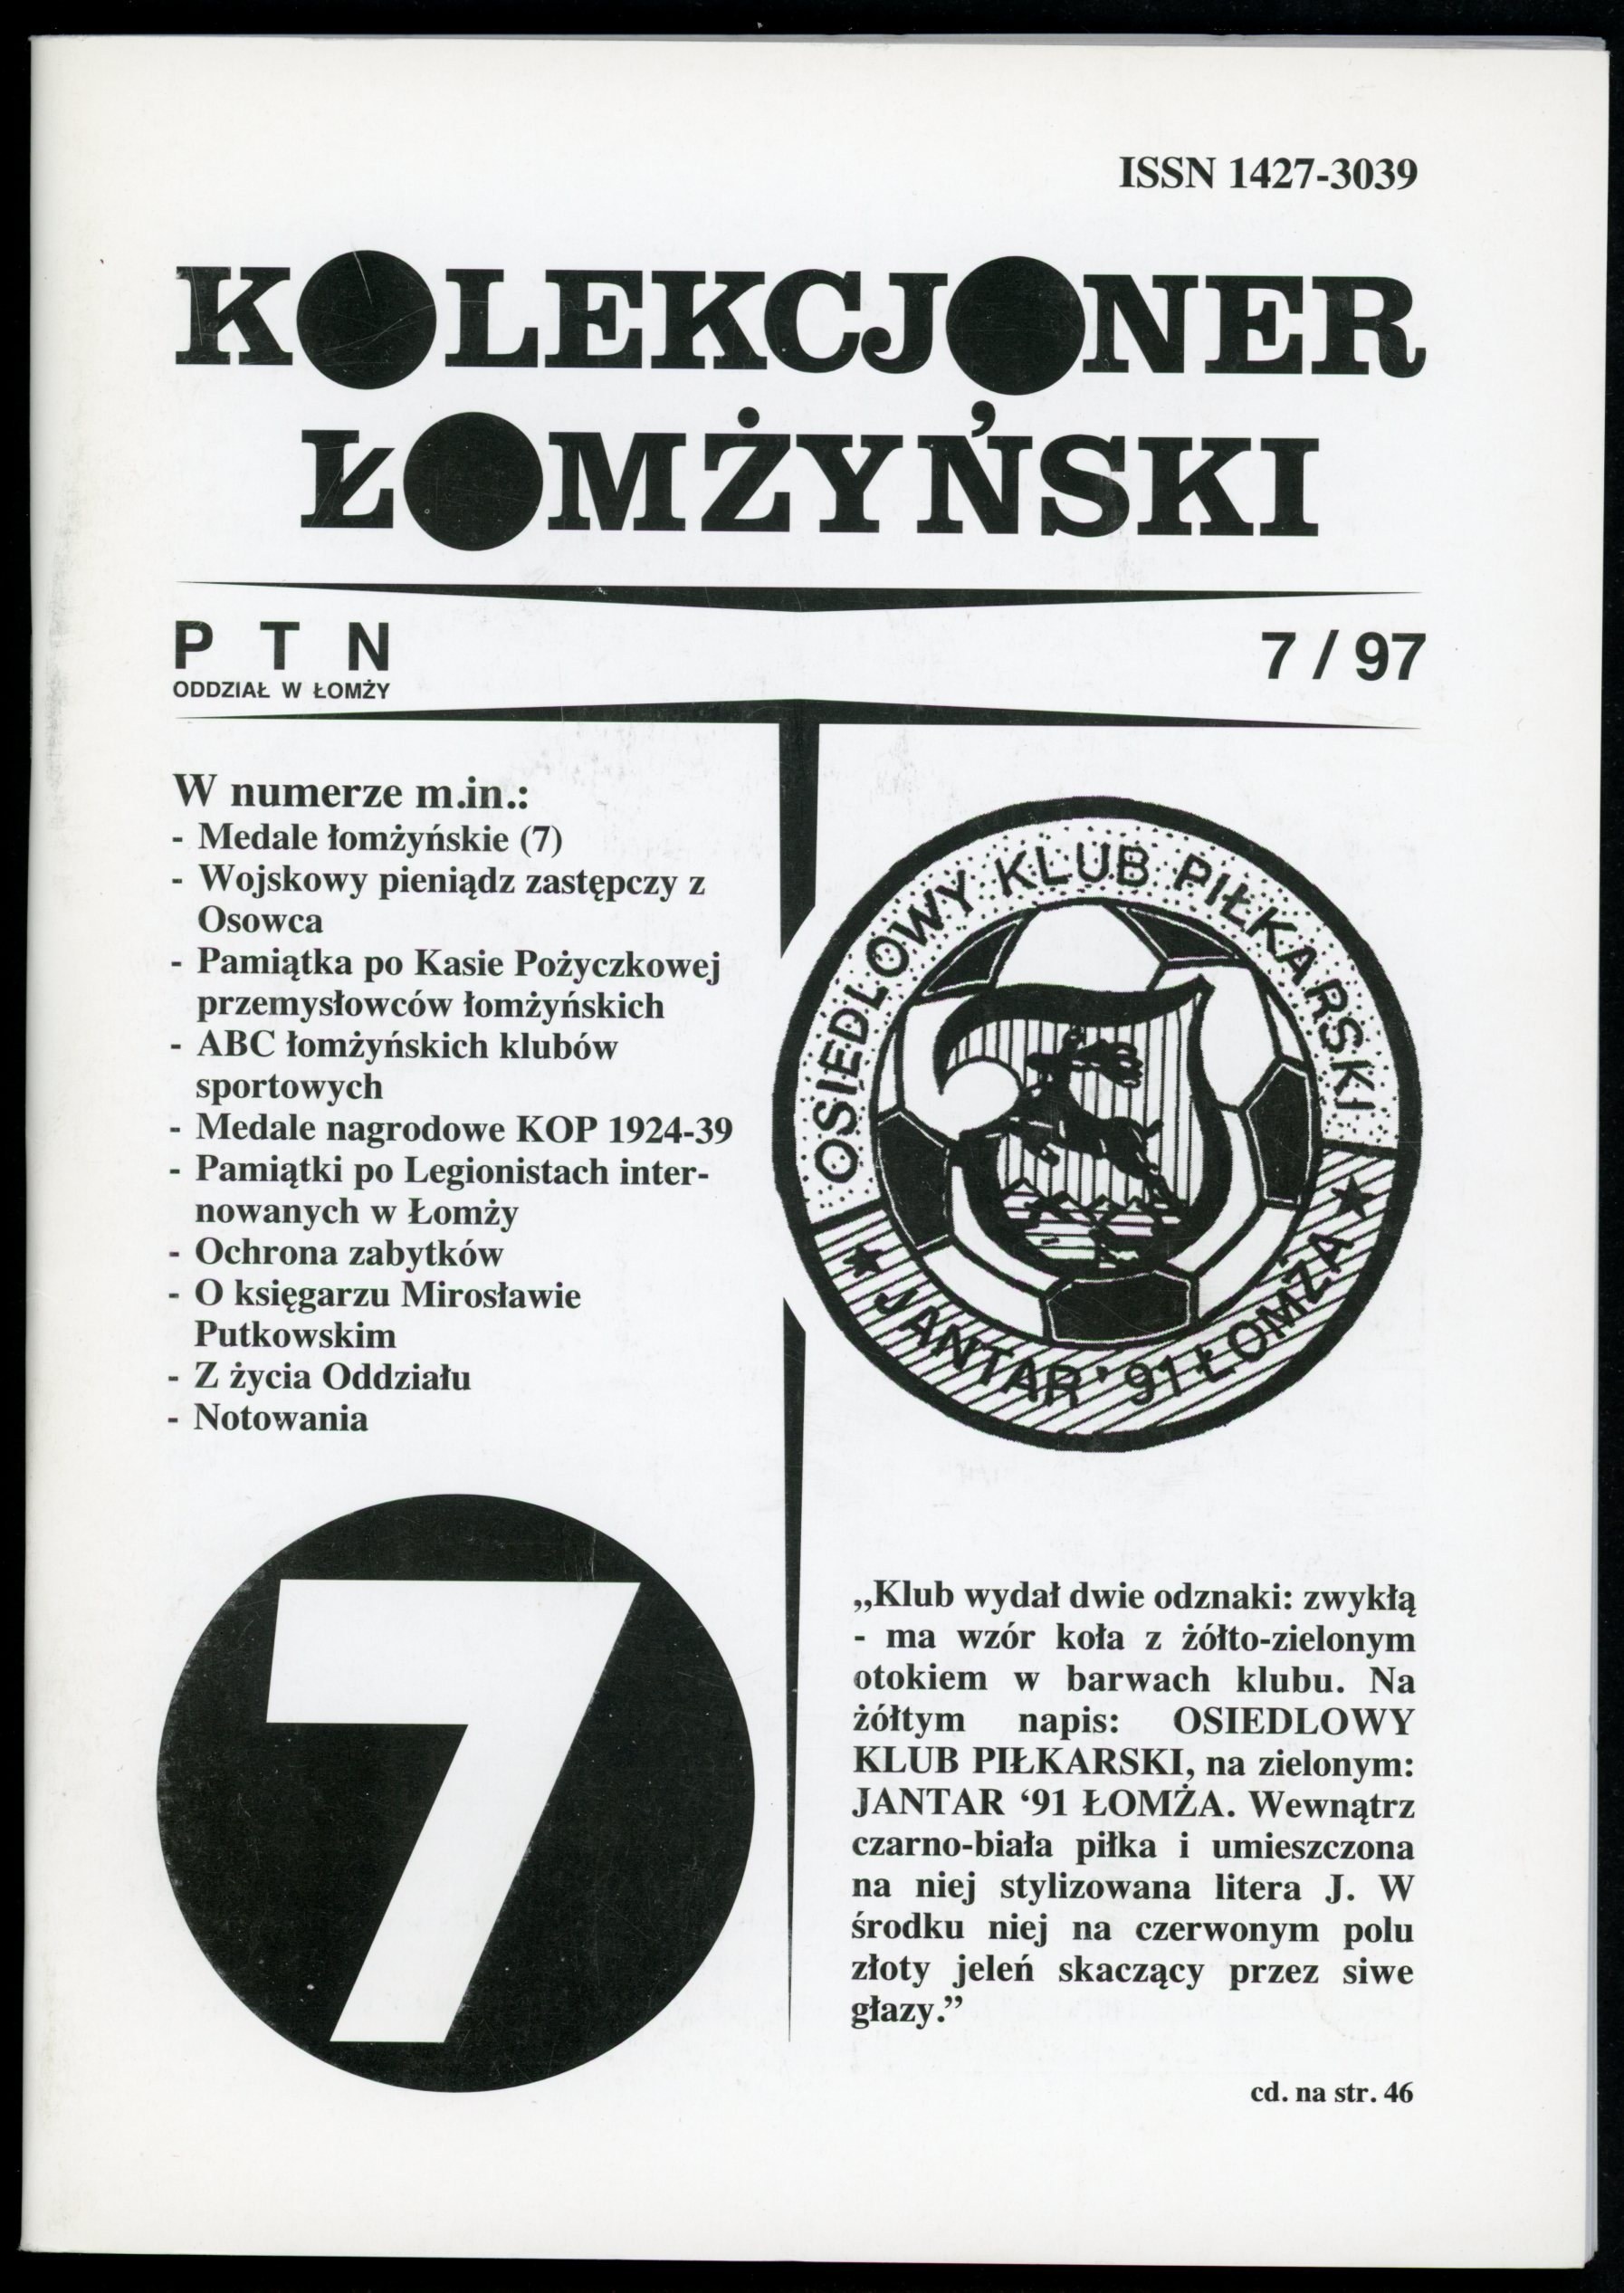 ISSN 1427-3039
KOLEKCJONER
ŁOMŻYŃSKI
P T N
ODDZIAŁ W ŁOMŻY
7 / 97
W numerze m.in.:
- Medale łomżyńskie (7)
- Wojskowy pieniądz zastępczy z
Osowca
- Pamiątka po Kasie Pożyczkowej
przemysłowców łomżyńskich
- ABC łomżyńskich klubów
sportowych
- Medale nagrodowe KOP 1924-39
- Pamiątki po Legionistach inter-
nowanych w Łomży
- Ochrona zabytków
- O księgarzu Mirosławie
Putkowskim
- Z życia Oddziału
- Notowania
7
OSIEDLOWY KLUB PIŁKARSKI
★ JANTAR '91 ŁOMŻA ★
J
„Klub wydał dwie odznaki: zwykłą
- ma wzór koła z żółto-zielonym
otokiem w barwach klubu. Na
żółtym napis: OSIEDLOWY
KLUB PIŁKARSKI, na zielonym:
JANTAR ‘91 ŁOMŻA. Wewnątrz
czarno-biała piłka i umieszczona
na niej stylizowana litera J. W
środku niej na czerwonym polu
złoty jeleń skaczący przez siwe
głazy.”
cd. na str. 46